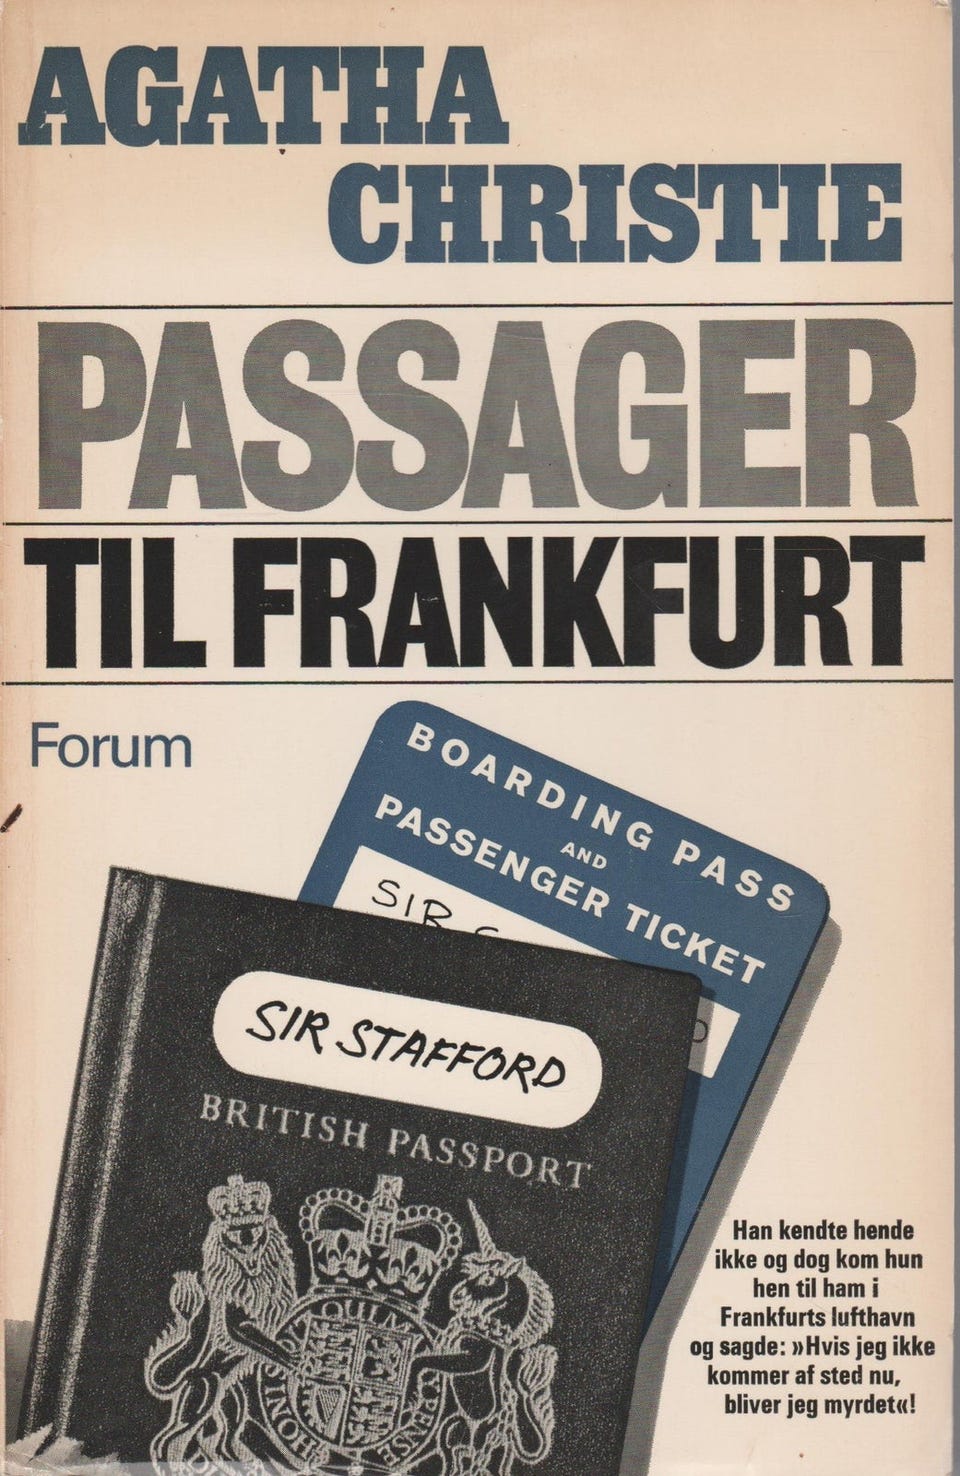 AGATHA
CHRISTIE
PASSAGER
TIL FRANKFURT
Forum
BOARDING PASS
AND
PASSENGER TICKET
SIR S
SIR STAFFORD
BRITISH PASSPORT
Han kendte hende
ikke og dog kom hun
hen til ham i
Frankfurts lufthavn
og sagde: »Hvis jeg ikke
kommer af sted nu,
bliver jeg myrdet«!